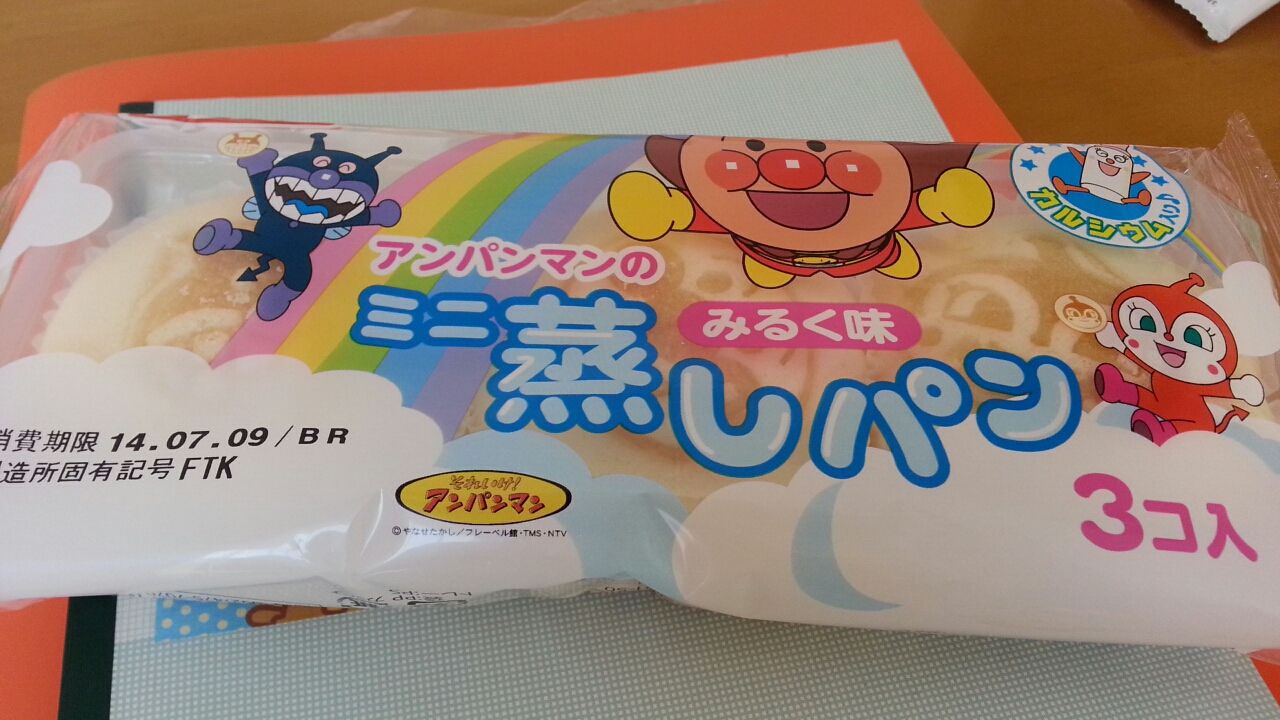 アンパンマンの
ミニ蒸しパン
みるく味
カルシウム入り♪
消費期限 14.07.09/BR
造所固有記号FTK
それいけ!
アンパンマン
©やなせたかし/フレーベル館・TMS・NTV
3コ入